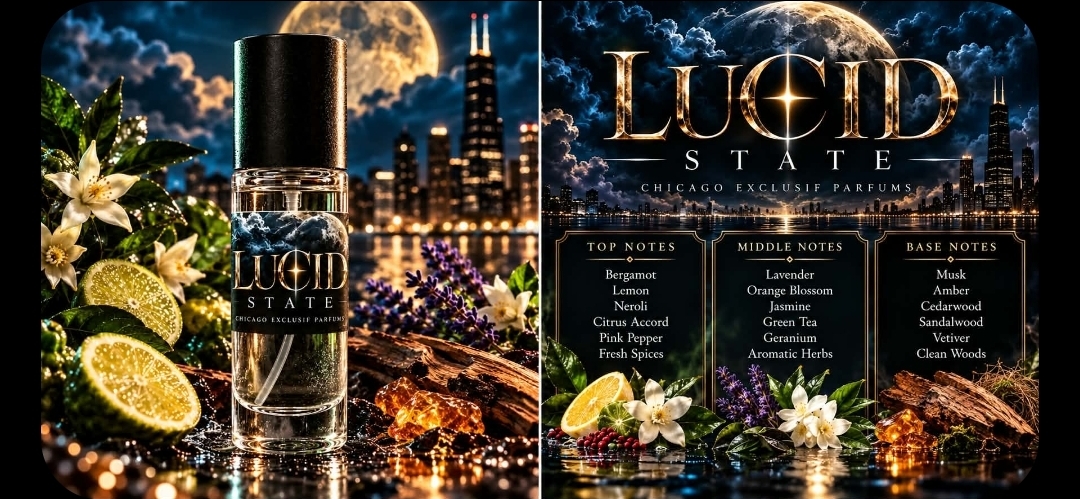 LUCID
STATE
CHICAGO EXCLUSIF PARFUMS
LUCID
STATE
CHICAGO EXCLUSIF PARFUMS
TOP NOTES
Bergamot
Lemon
Neroli
Citrus Accord
Pink Pepper
Fresh Spices
MIDDLE NOTES
Lavender
Orange Blossom
Jasmine
Green Tea
Geranium
Aromatic Herbs
BASE NOTES
Musk
Amber
Cedarwood
Sandalwood
Vetiver
Clean Woods